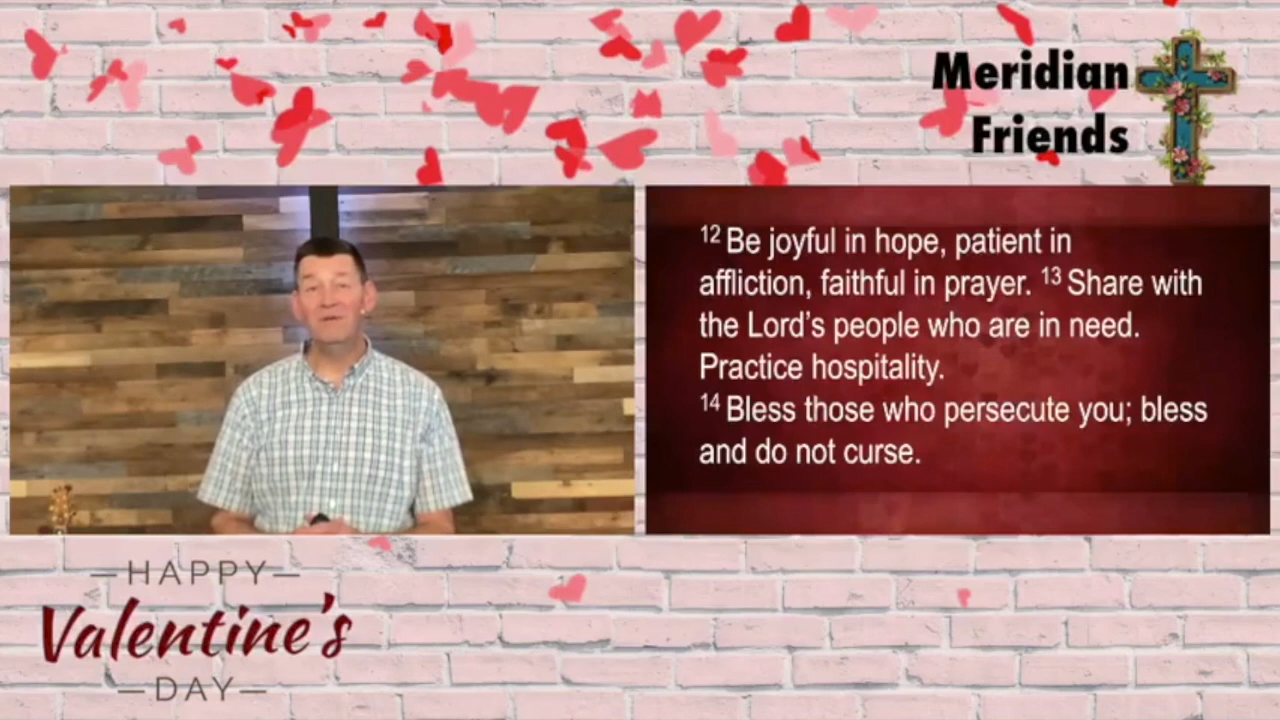 Meridian
Friends
12 Be joyful in hope, patient in
affliction, faithful in prayer. 13 Share with
the Lord’s people who are in need.
Practice hospitality.
14 Bless those who persecute you; bless
and do not curse.
HAPPY
Valentine's
DAY